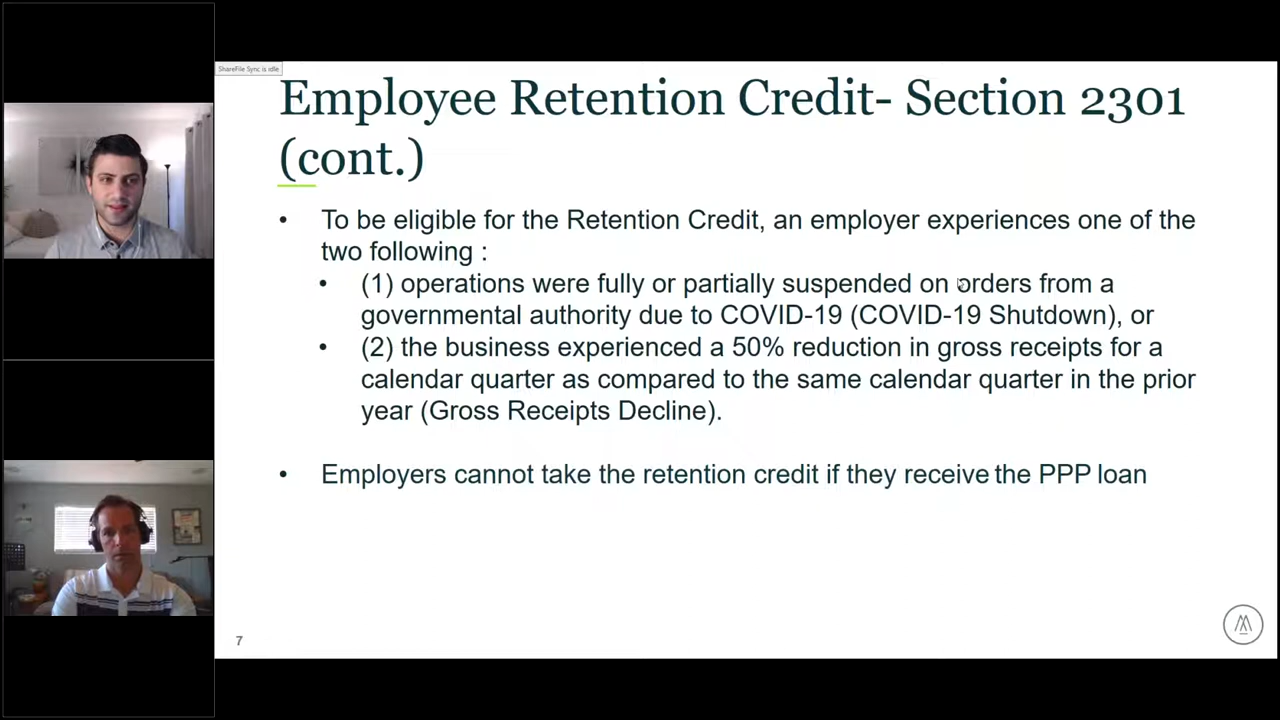 ShareFile Sync is idle
Employee Retention Credit- Section 2301
(cont.)
• To be eligible for the Retention Credit, an employer experiences one of the
two following :
• (1) operations were fully or partially suspended on orders from a
governmental authority due to COVID-19 (COVID-19 Shutdown), or
• (2) the business experienced a 50% reduction in gross receipts for a
calendar quarter as compared to the same calendar quarter in the prior
year (Gross Receipts Decline).
• Employers cannot take the retention credit if they receive the PPP loan
7